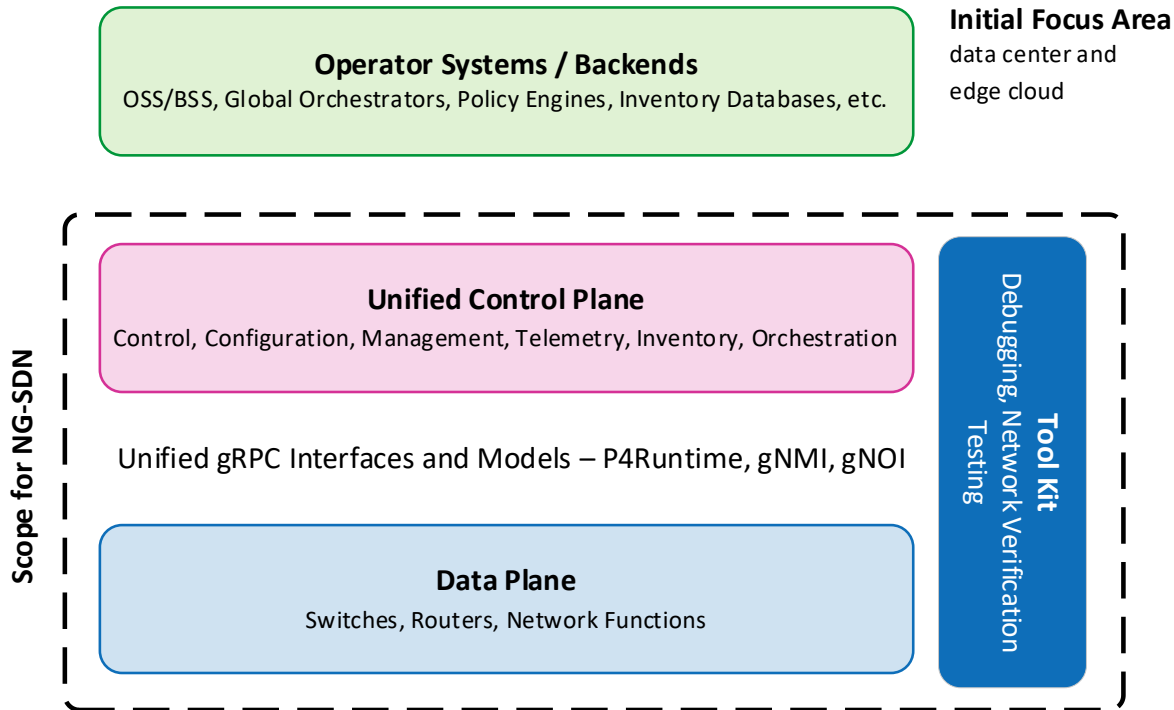 Initial Focus Area
data center and
edge cloud
Operator Systems / Backends
OSS/BSS, Global Orchestrators, Policy Engines, Inventory Databases, etc.
Scope for NG-SDN
Unified Control Plane
Control, Configuration, Management, Telemetry, Inventory, Orchestration
Unified gRPC Interfaces and Models – P4Runtime, gNMI, gNOI
Data Plane
Switches, Routers, Network Functions
Tool Kit
Debugging, Network Verification
Testing